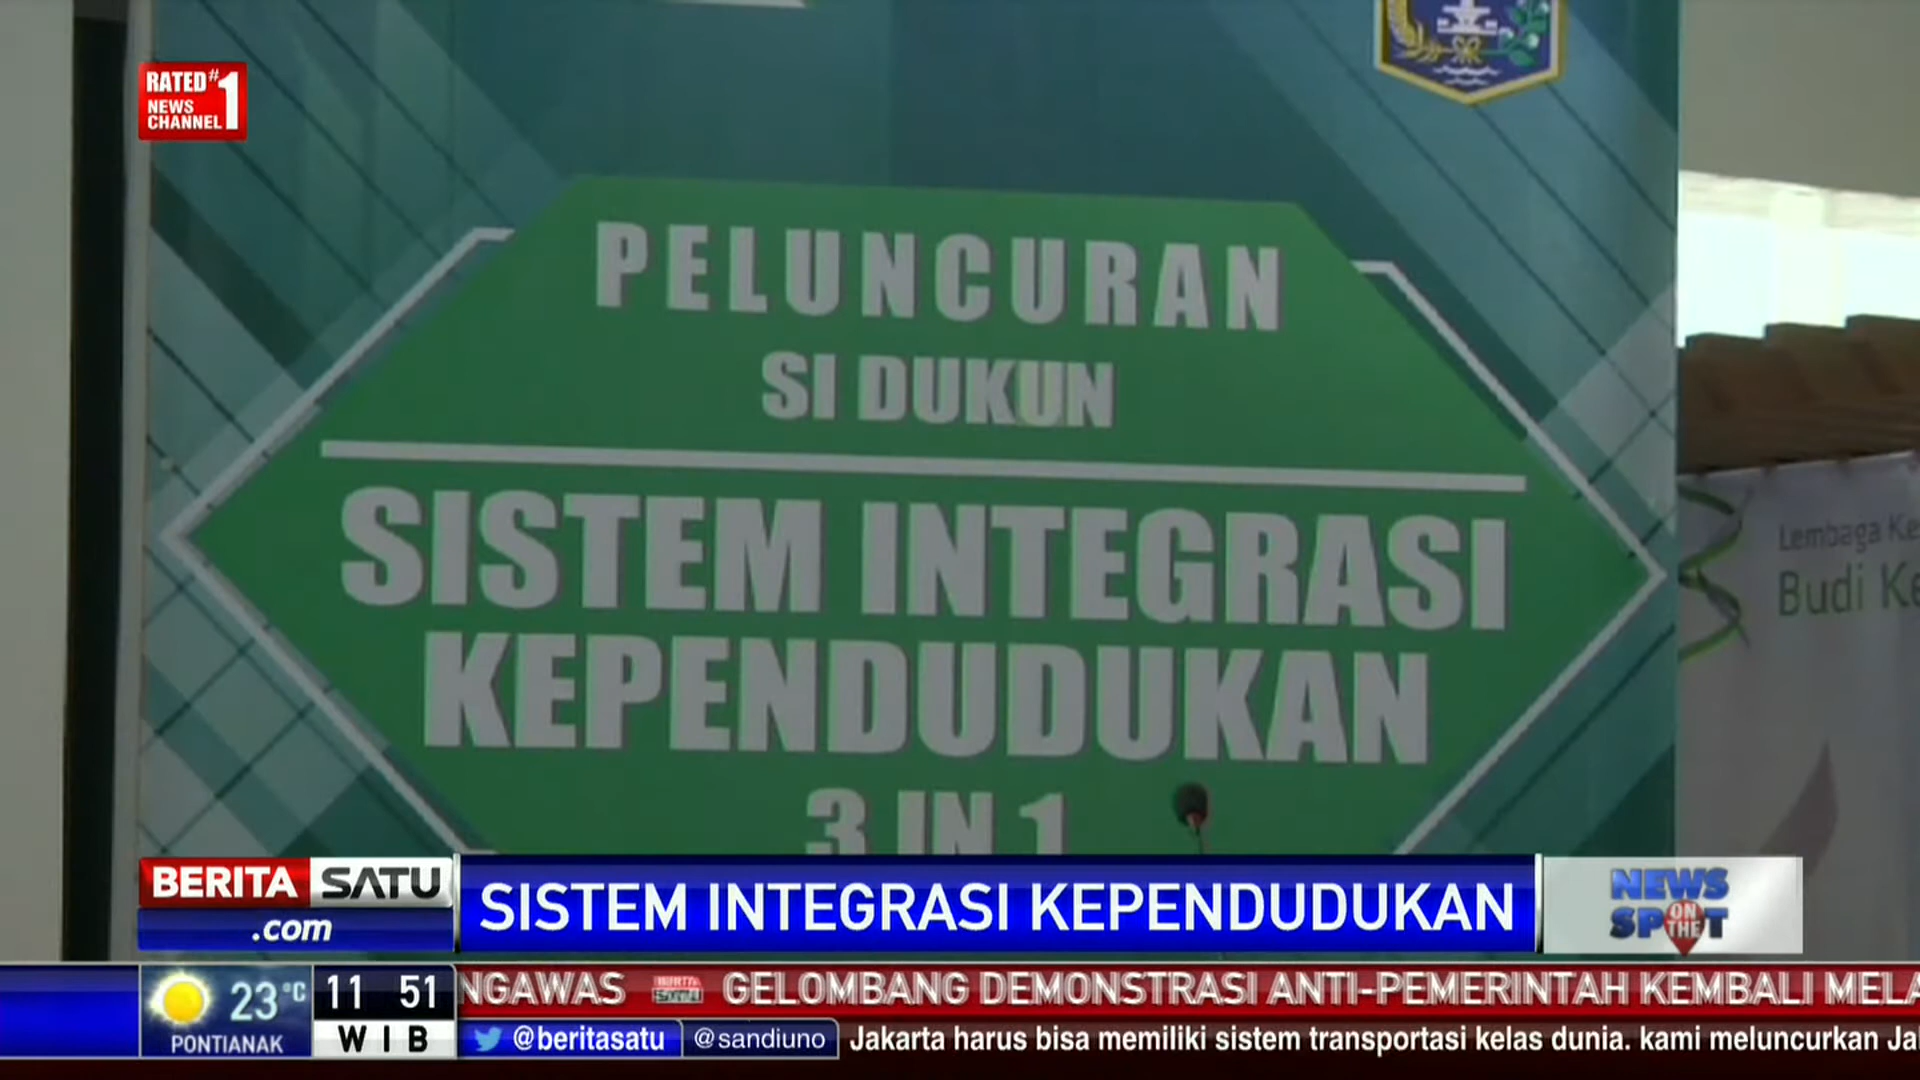 RATED #1
NEWS
CHANNEL
PELUNCURAN
SI DUKUN
SISTEM INTEGRASI
KEPENDUDUKAN
3 IN 1
Lembaga
Budi
BERITA SATU
.com
SISTEM INTEGRASI KEPENDUDUKAN
NEWS
ON THE
SPOT
23°C
PONTIANAK
11 51
WIB
NGAWAS BERITA SATU GELOMBANG DEMONSTRASI ANTI-PEMERINTAH KEMBALI MELA
@beritasatu @sandiuno Jakarta harus bisa memiliki sistem transportasi kelas dunia. kami meluncurkan Ja